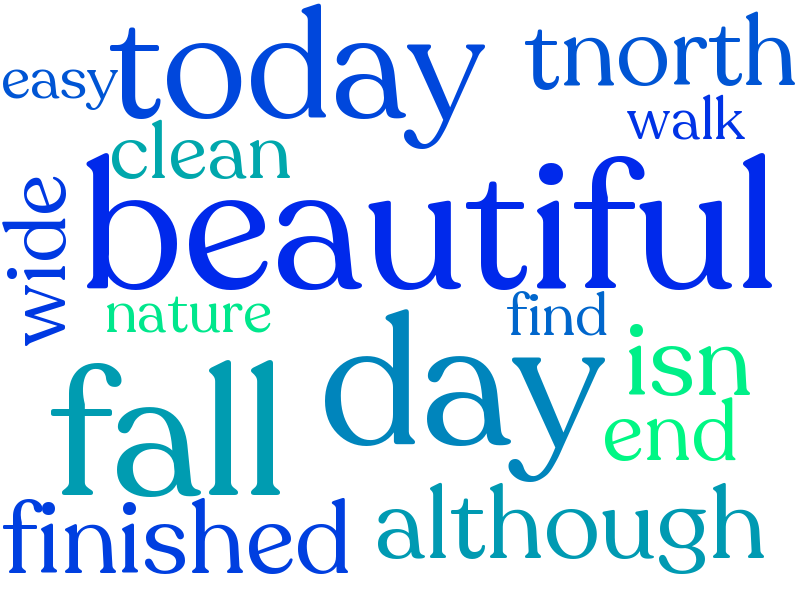 easy today tnorth
walk
clean
wide beautiful
nature find
isn
fall day
end
finished although